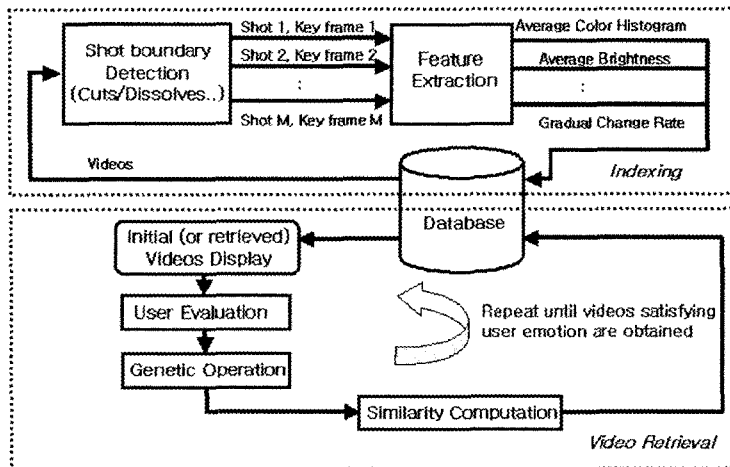 Shot boundary
Detection
(Cuts/Dissolves..)
Shot 1, Key frame 1
Shot 2, Key frame 2
:
Shot M, Key frame M
Feature
Extraction
Average Color Histogram
Average Brightness
:
Gradual Change Rate
Videos
Indexing
Database
Initial (or retrieved)
Videos Display
User Evaluation
Genetic Operation
Repeat until videos satisfying
user emotion are obtained
Similarity Computation
Video Retrieval